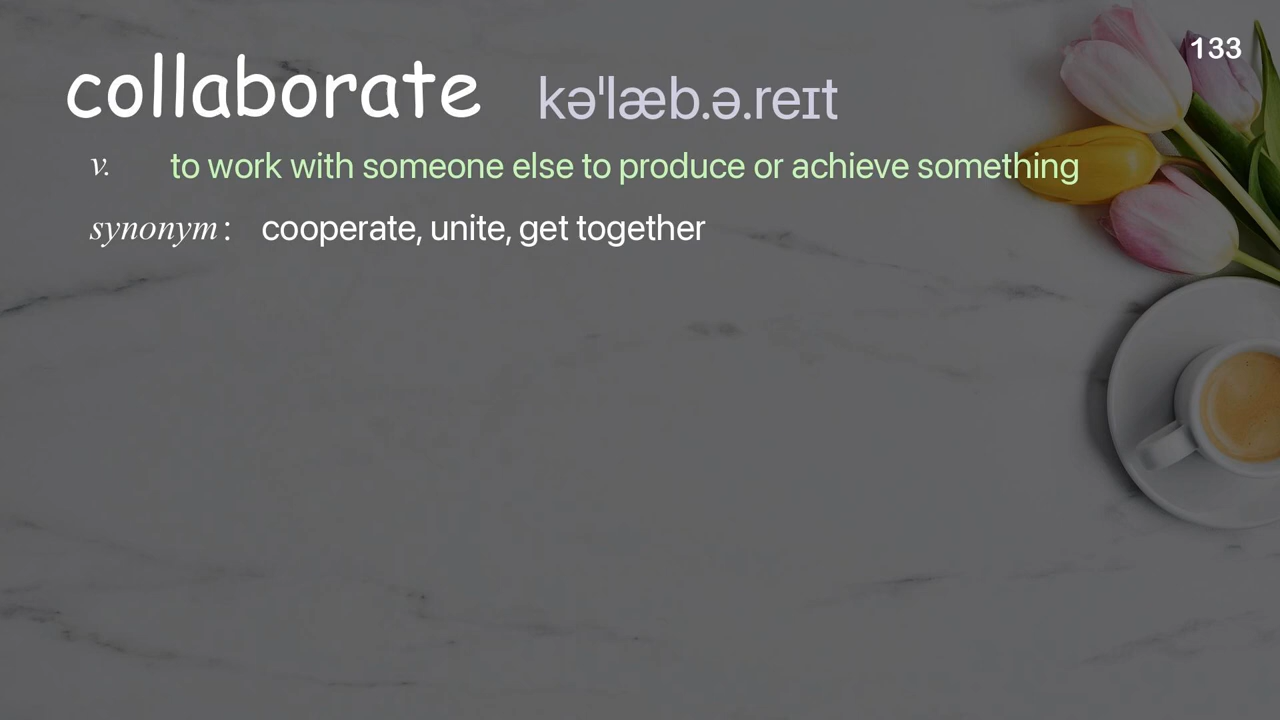 133
collaborate kə'læb.ə.reɪt
v. to work with someone else to produce or achieve something
synonym: cooperate, unite, get together